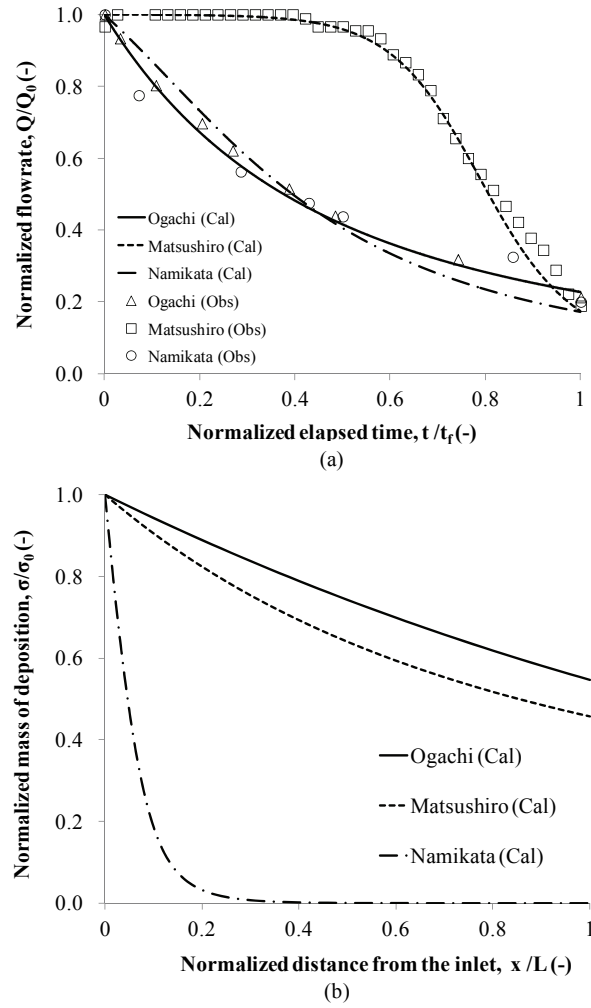 Normalized flowrate, Q/Q₀(-)
1.0
0.8
0.6
0.4
0.2
0.0
Ogachi (Cal)
Matsushiro (Cal)
Namikata (Cal)
Ogachi (Obs)
Matsushiro (Obs)
Namikata (Obs)
0 0.2 0.4 0.6 0.8 1
Normalized elapsed time, t/t_f(-)
(a)
Normalized mass of deposition, σ/σ₀(-)
1.0
0.8
0.6
0.4
0.2
0.0
Ogachi (Cal)
Matsushiro (Cal)
Namikata (Cal)
0 0.2 0.4 0.6 0.8 1
Normalized distance from the inlet, x/L(-)
(b)